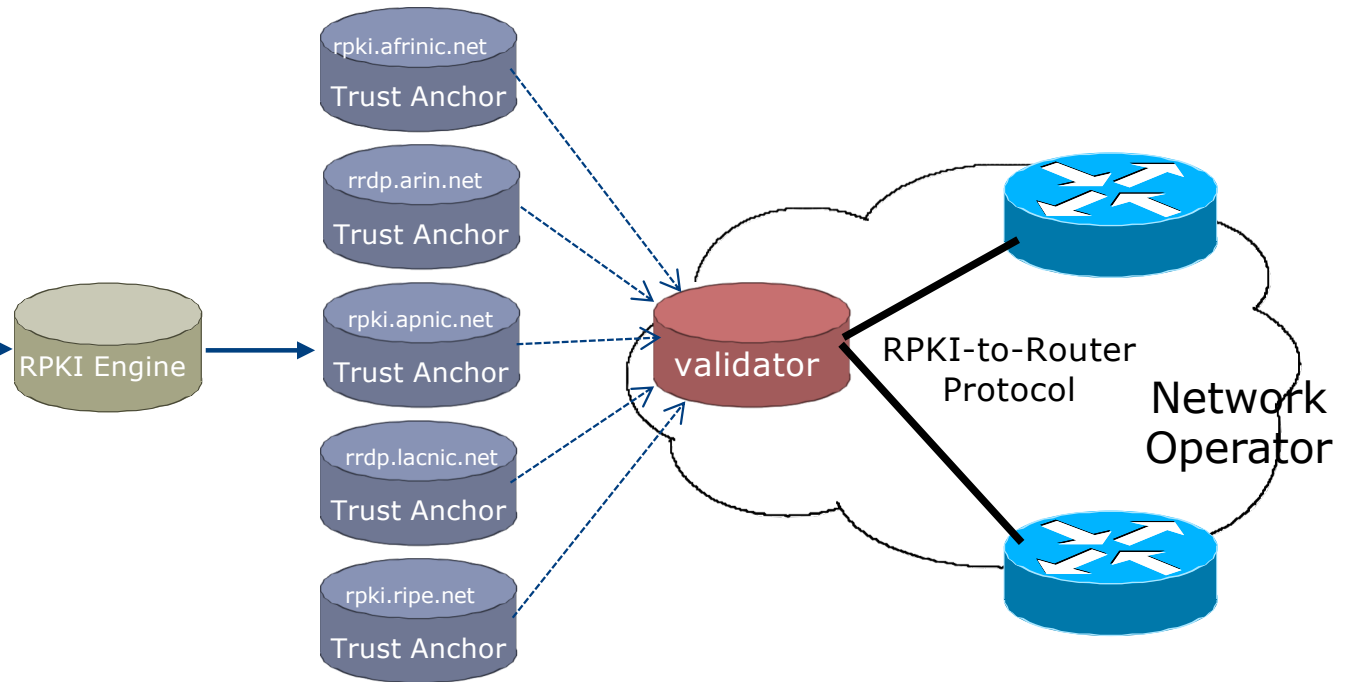 rpki.afrinic.net
Trust Anchor
rrdp.arin.net
Trust Anchor
RPKI Engine
rpki.apnic.net
Trust Anchor
validator
RPKI-to-Router
Protocol
Network
Operator
rrdp.lacnic.net
Trust Anchor
rpki.ripe.net
Trust Anchor